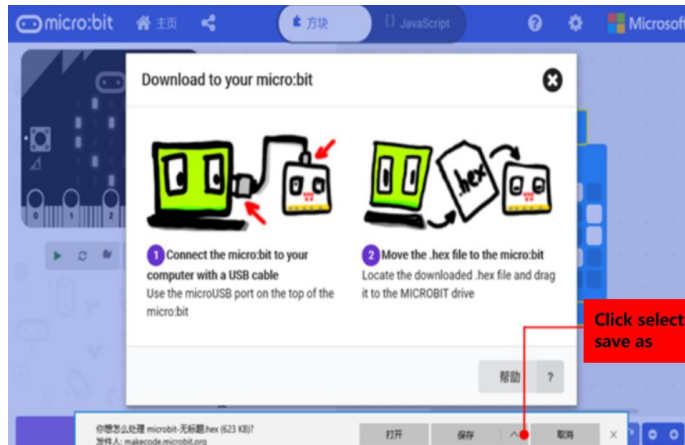 micro:bit 主页 方块 {} JavaScript Microsoft
Download to your micro:bit
.hex
1 Connect the micro:bit to your
computer with a USB cable
Use the microUSB port on the top of the
micro:bit
2 Move the .hex file to the micro:bit
Locate the downloaded .hex file and drag
it to the MICROBIT drive
0 1 2
Click select
save as
帮助 ?
你想怎么处理 microbit-无标题.hex (623 KB)?
发件人: makecode.microbit.org
打开 保存 取消